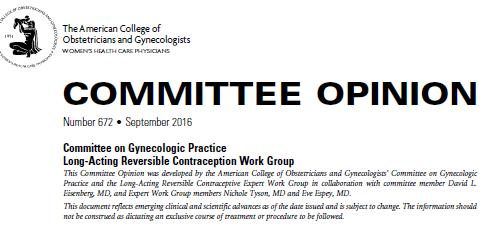 The American College of
Obstetricians and Gynecologists
WOMEN'S HEALTH CARE PHYSICIANS
COMMITTEE OPINION
Number 672 • September 2016
Committee on Gynecologic Practice
Long-Acting Reversible Contraception Work Group
This Committee Opinion was developed by the American College of Obstetricians and Gynecologists' Committee on Gynecologic
Practice and the Long-Acting Reversible Contraceptive Expert Work Group in collaboration with committee member David L.
Eisenberg, MD, and Expert Work Group members Nichole Tyson, MD and Eve Espey, MD.
This document reflects emerging clinical and scientific advances as of the date issued and is subject to change. The information should
not be construed as dictating an exclusive course of treatment or procedure to be followed.